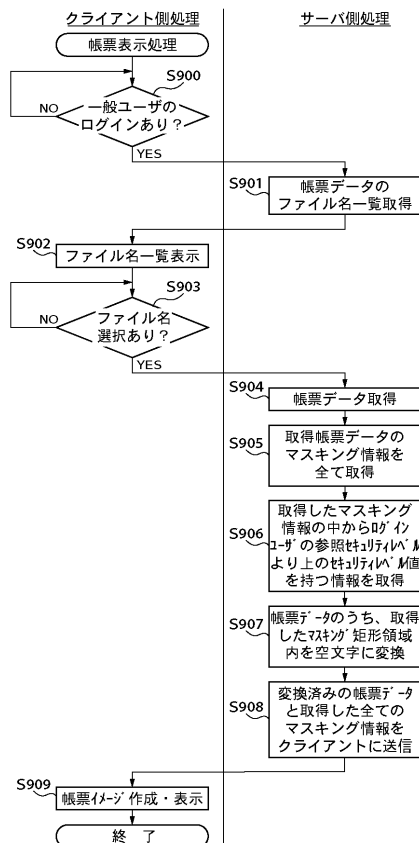 クライアント側処理
サーバ側処理
帳票表示処理
S900
一般ユーザの
ログインあり？
NO
YES
S901
帳票データの
ファイル名一覧取得
S902
ファイル名一覧表示
S903
ファイル名
選択あり？
NO
YES
S904
帳票データ取得
S905
取得帳票データの
マスキング情報を
全て取得
S906
取得したマスキング
情報の中からﾛｸﾞｲﾝ
ﾕｰｻﾞの参照ｾｷｭﾘﾃｨﾚﾍﾞﾙ
より上のｾｷｭﾘﾃｨﾚﾍﾞﾙ値
を持つ情報を取得
S907
帳票ﾃﾞｰﾀのうち、取得
したﾏｽｷﾝｸﾞ矩形領域
内を空文字に変換
S908
変換済みの帳票ﾃﾞｰﾀ
と取得した全ての
マスキング情報を
クライアントに送信
S909
帳票ｲﾒｰｼﾞ作成・表示
終　了